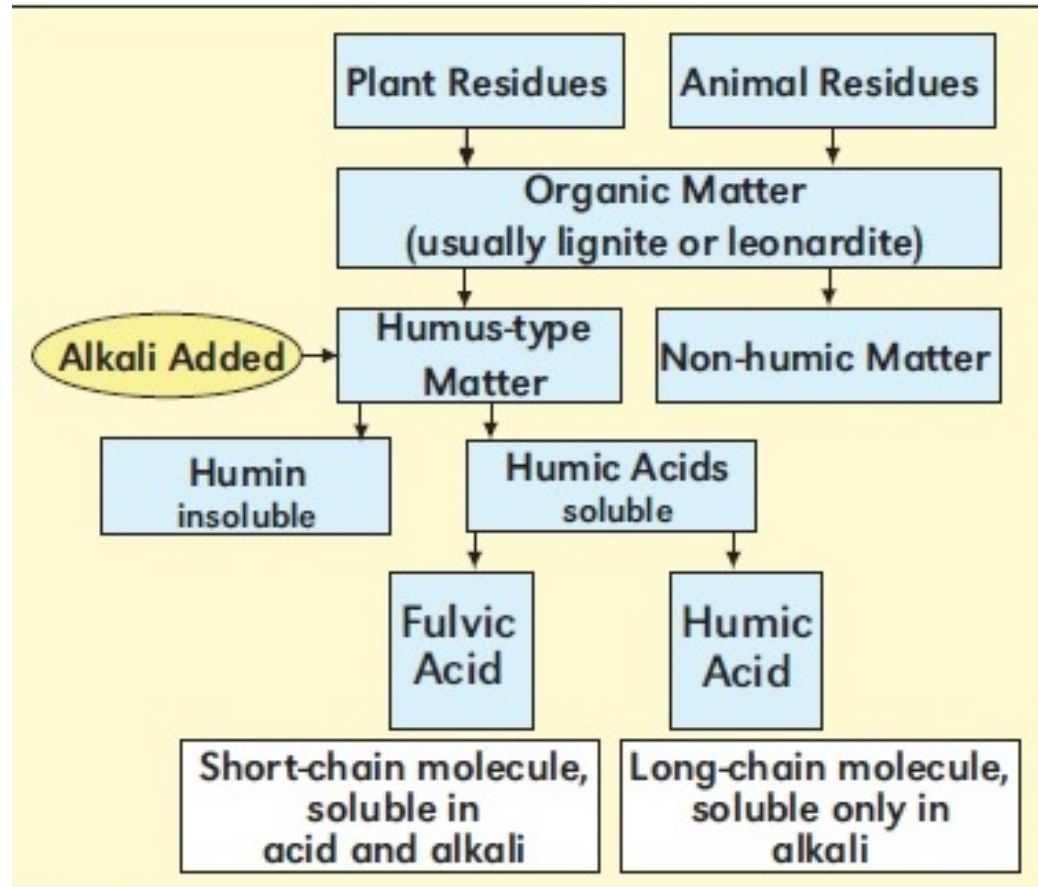 Plant Residues
Animal Residues
Organic Matter
(usually lignite or leonardite)
Alkali Added
Humus-type
Matter
Non-humic Matter
Humin
insoluble
Humic Acids
soluble
Fulvic
Acid
Humic
Acid
Short-chain molecule,
soluble in
acid and alkali
Long-chain molecule,
soluble only in
alkali